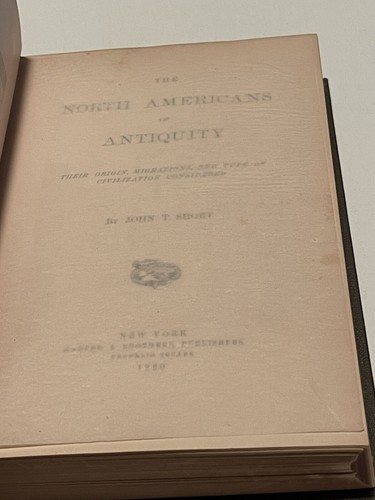 THE
NORTH AMERICANS
OF
ANTIQUITY
THEIR ORIGIN, MIGRATIONS, AND TYPE OF
CIVILIZATION CONSIDERED
By JOHN T. SHORT
NEW YORK
HARPER & BROTHERS, PUBLISHERS
FRANKLIN SQUARE
1880